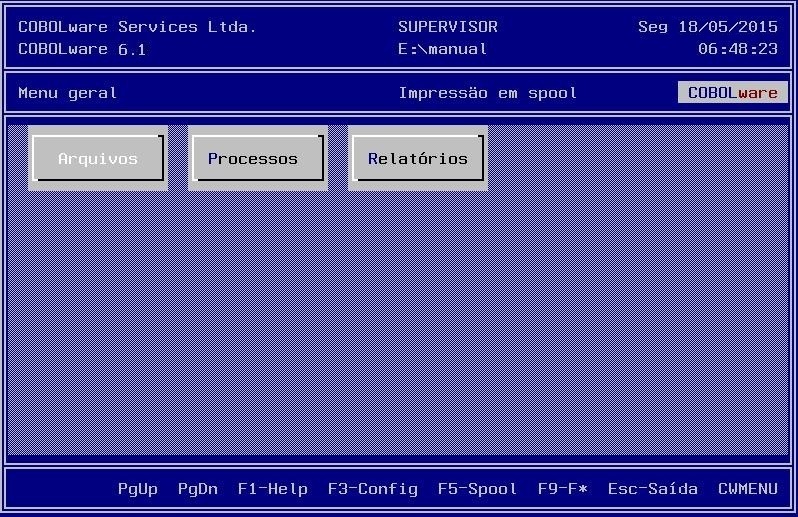 COBOLware Services Ltda. SUPERVISOR Seg 18/05/2015
COBOLware 6.1 E:\manual 06:48:23
Menu geral Impressão em spool COBOLware
Arquivos Processos Relatórios
PgUp PgDn F1-Help F3-Config F5-Spool F9-F* Esc-Saída CWMENU